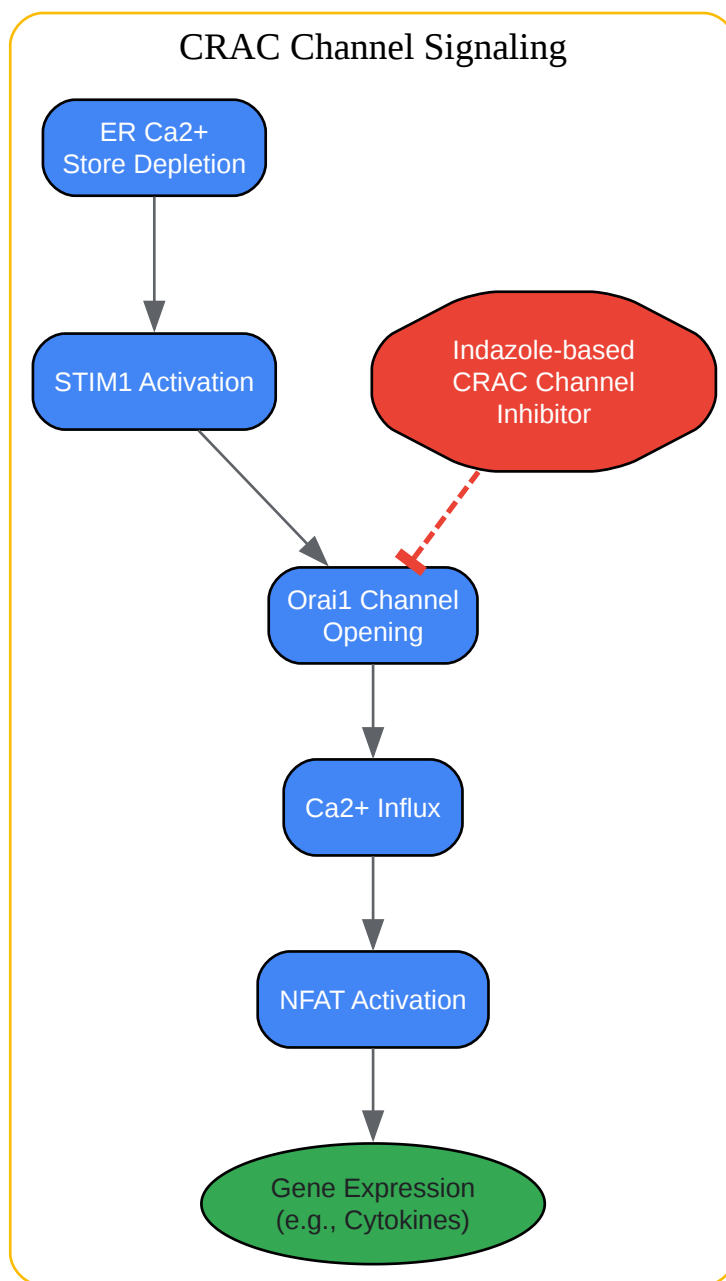 CRAC Channel Signaling
ER Ca2+
Store Depletion
STIM1 Activation
Indazole-based
CRAC Channel
Inhibitor
Orai1 Channel
Opening
Ca2+ Influx
NFAT Activation
Gene Expression
(e.g., Cytokines)